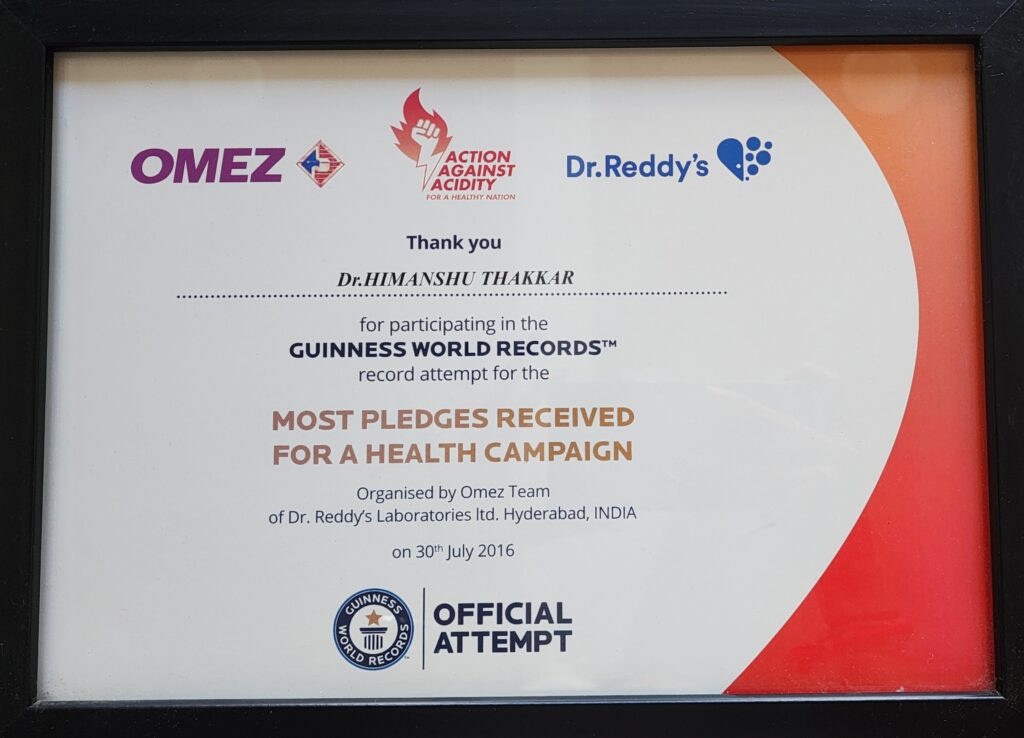 OMEZ
ACTION
AGAINST
ACIDITY
FOR A HEALTHY NATION
Dr.Reddy's
Thank you
Dr.HIMANSHU THAKKAR
for participating in the
GUINNESS WORLD RECORDS™
record attempt for the
MOST PLEDGES RECEIVED
FOR A HEALTH CAMPAIGN
Organised by Omez Team
of Dr. Reddy's Laboratories ltd. Hyderabad, INDIA
on 30th July 2016
GUINNESS
WORLD RECORDS
OFFICIAL
ATTEMPT